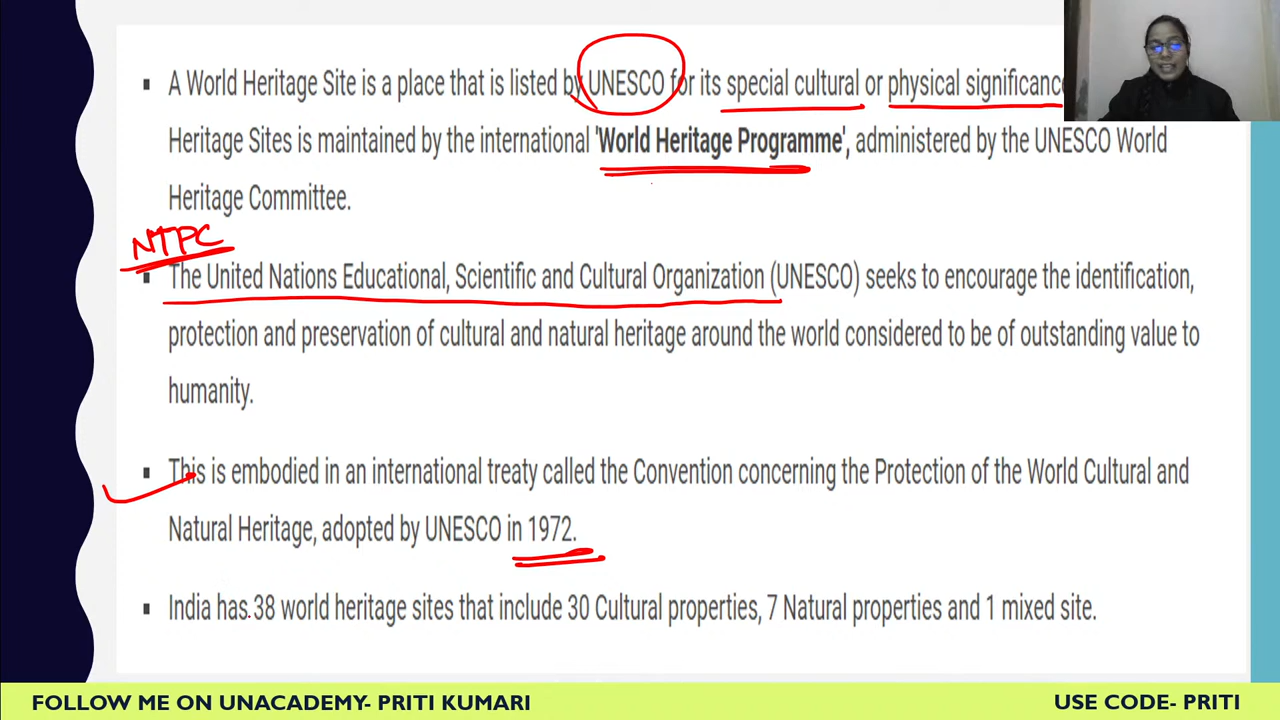 ▪ A World Heritage Site is a place that is listed by UNESCO for its special cultural or physical significance
Heritage Sites is maintained by the international 'World Heritage Programme', administered by the UNESCO World
Heritage Committee.
NTPC
▪ The United Nations Educational, Scientific and Cultural Organization (UNESCO) seeks to encourage the identification,
protection and preservation of cultural and natural heritage around the world considered to be of outstanding value to
humanity.
▪ This is embodied in an international treaty called the Convention concerning the Protection of the World Cultural and
Natural Heritage, adopted by UNESCO in 1972.
▪ India has 38 world heritage sites that include 30 Cultural properties, 7 Natural properties and 1 mixed site.
FOLLOW ME ON UNACADEMY- PRITI KUMARI
USE CODE- PRITI